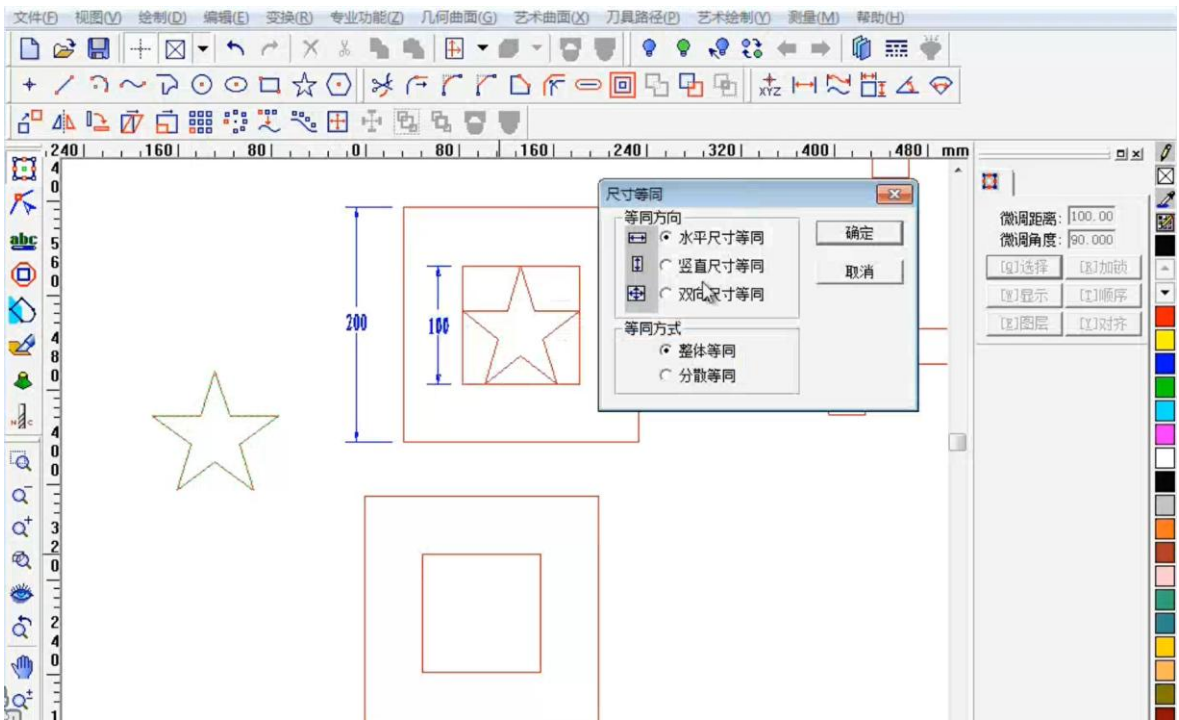 文件(F) 视图(V) 绘制(D) 编辑(E) 变换(R) 专业功能(Z) 几何曲面(G) 艺术曲面(X) 刀具路径(P) 艺术绘制(Y) 测量(M) 帮助(H)
XYZ
240 160 80 0 80 160 240 320 400 480 mm
尺寸等同
等同方向
水平尺寸等同
竖直尺寸等同
双向尺寸等同
确定
取消
等同方式
整体等同
分散等同
微调距离: 100.00
微调角度: 90.000
[Q]选择 [R]加锁
[W]显示 [T]顺序
[E]图层 [Y]对齐
abc
200
100
560
480
400
320
240